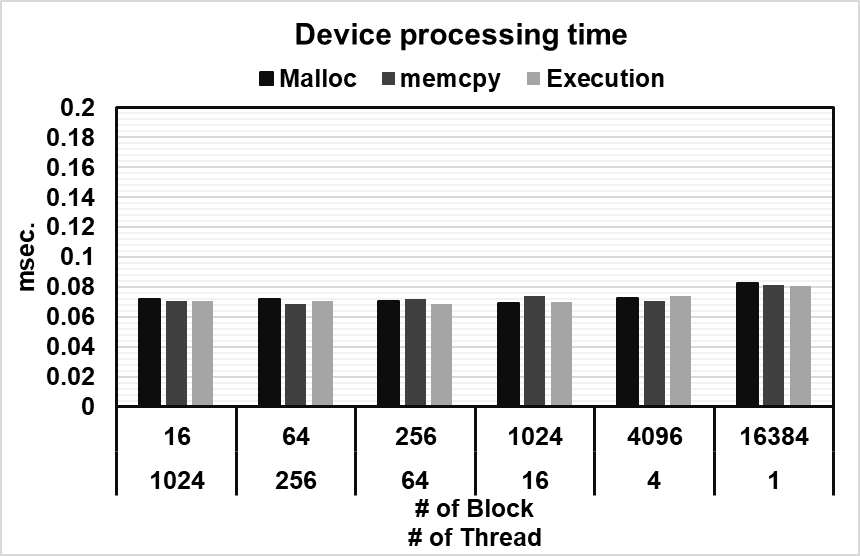 Device processing time
Malloc memcpy Execution
0.2
0.18
0.16
0.14
0.12
0.1
0.08
0.06
0.04
0.02
0
msec.
16 64 256 1024 4096 16384
1024 256 64 16 4 1
# of Block
# of Thread